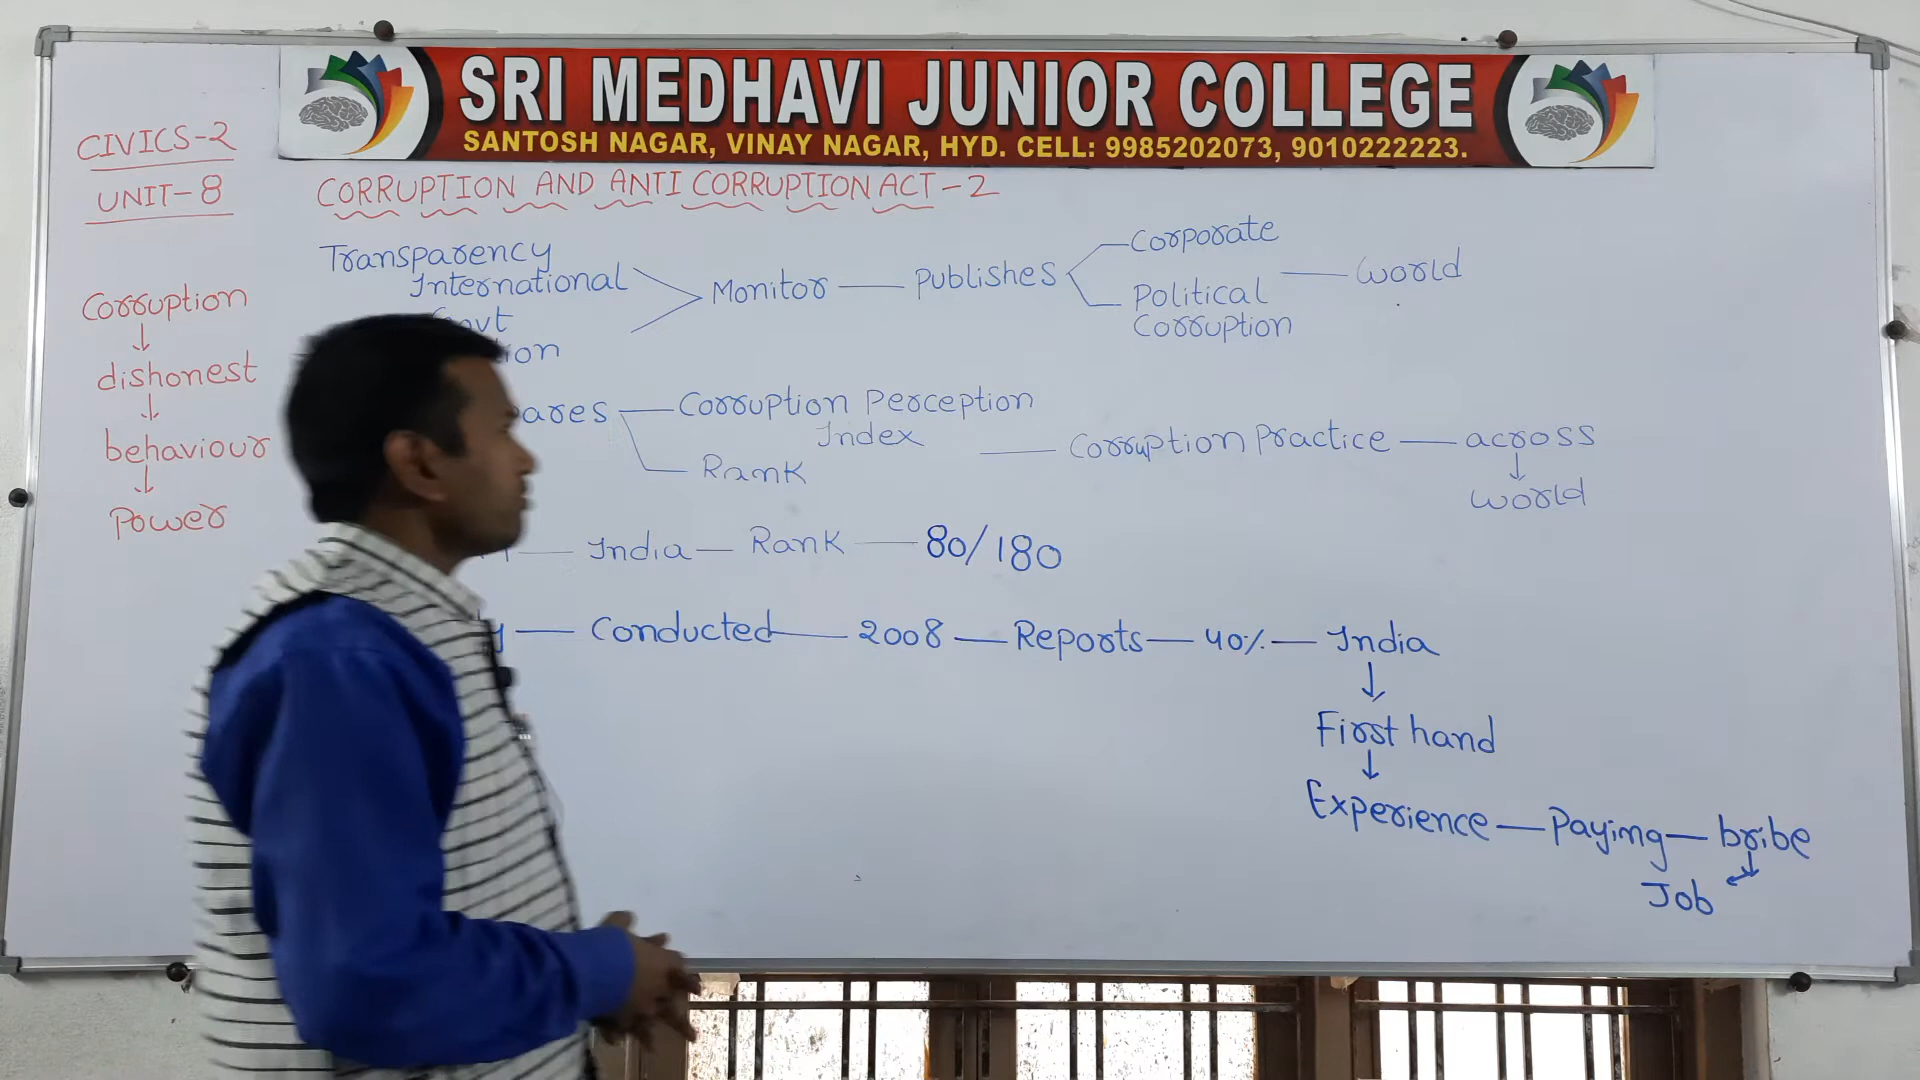 SRI MEDHAVI JUNIOR COLLEGE
SANTOSH NAGAR, VINAY NAGAR, HYD. CELL: 9985202073, 9010222223.
CIVICS-2
UNIT-8
CORRUPTION AND ANTI CORRUPTION ACT-2
Corruption
↓
dishonest
↓
behaviour
↓
Power
Transparency
International
Monitor — Publishes
Corporate
Political
Corruption
— world
Corruption Perception
Index
Rank
— Corruption Practice — across
↓
world
— India — Rank — 80/180
— Conducted — 2008 — Reports — 40% — India
↓
First hand
↓
Experience — Paying — bribe
Job